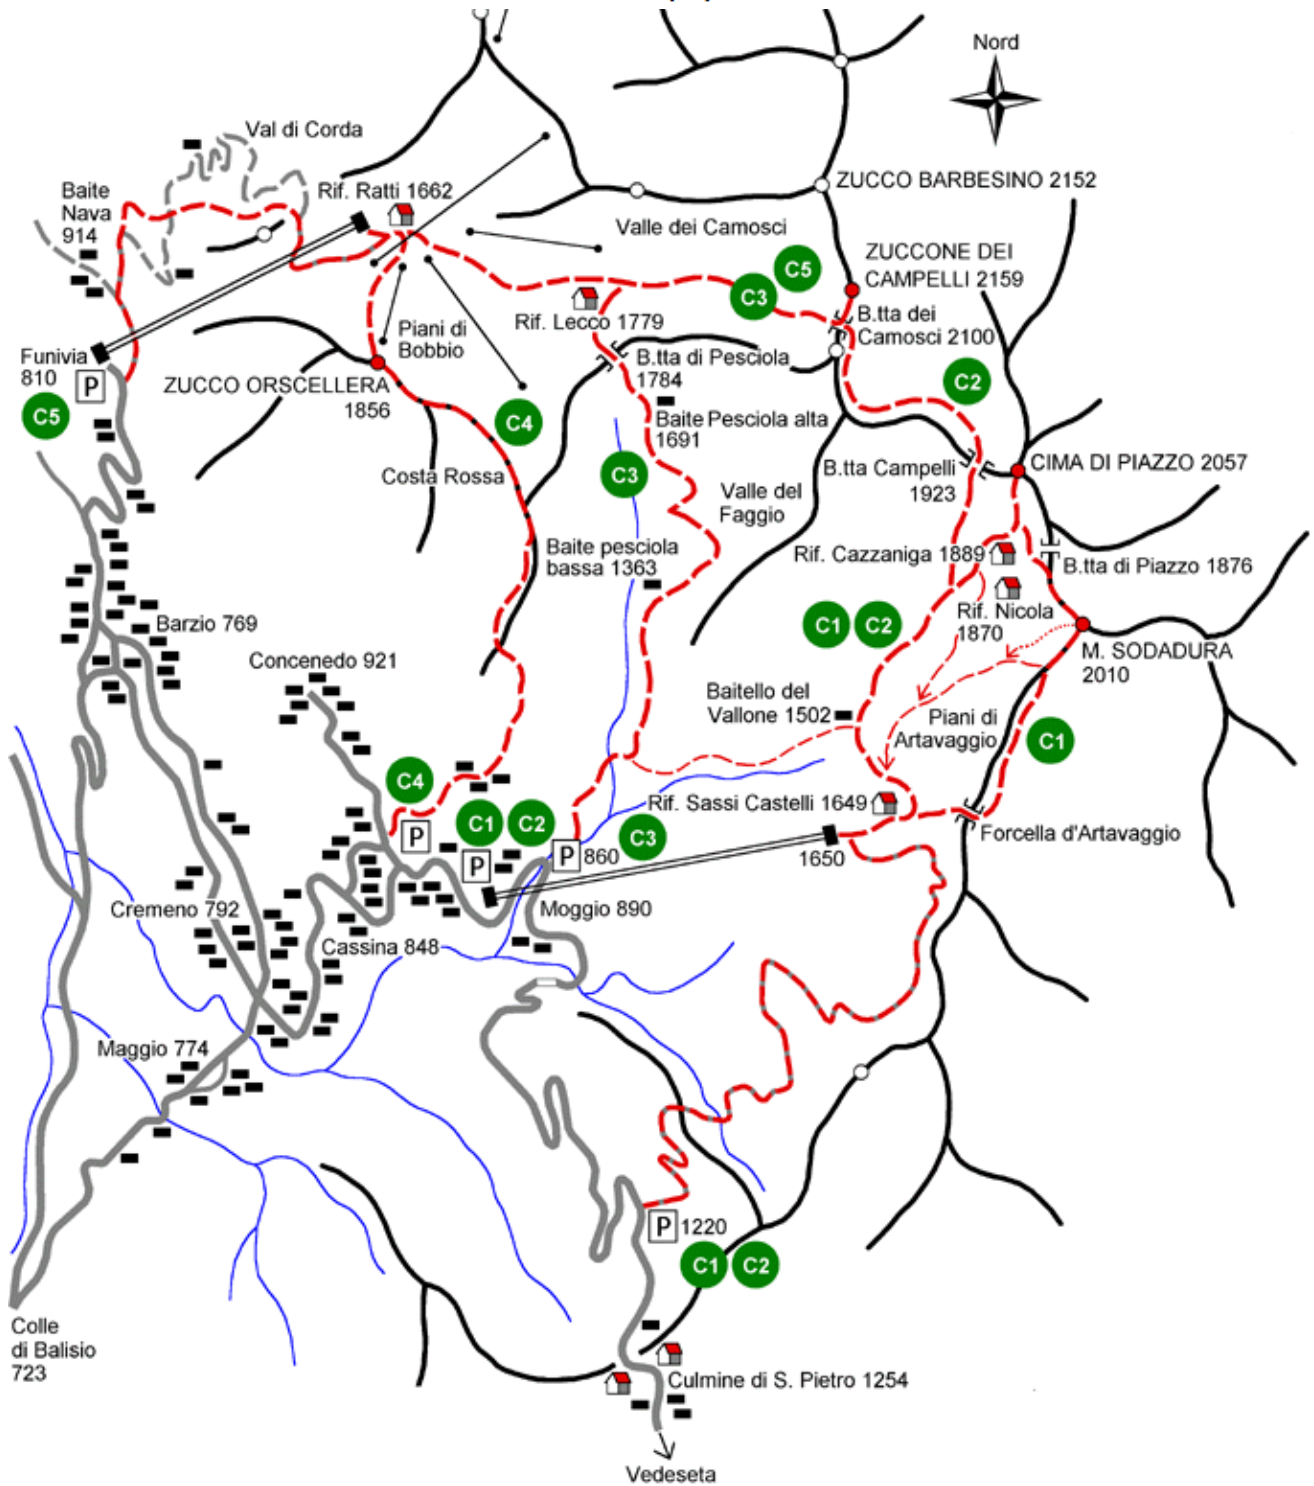 Nord
Val di Corda
Baite
Nava
914
Rif. Ratti 1662
ZUCCO BARBESINO 2152
Valle dei Camosci
ZUCCONE DEI
CAMPELLI 2159
C5
C3
Rif. Lecco 1779
B.tta dei
Camosci 2100
Piani di
Bobbio
Funivia
810
P
C5
B.tta di Pesciola
1784
ZUCCO ORSCELLERA
1856
C2
C4
Baite Pesciola alta
1691
Costa Rossa
C3
B.tta Campelli
1923
CIMA DI PIAZZO 2057
Valle del
Faggio
Baite pesciola
bassa 1363
Rif. Cazzaniga 1889
B.tta di Piazzo 1876
Rif. Nicola
1870
Barzio 769
C1
C2
Concenedo 921
M. SODADURA
2010
Baitello del
Vallone 1502
Piani di
Artavaggio
C1
C4
Rif. Sassi Castelli 1649
C1
C2
C3
P
P
P
860
1650
Forcella d'Artavaggio
Cremeno 792
Moggio 890
Cassina 848
Maggio 774
P
1220
C1
C2
Colle
di Balisio
723
Culmine di S. Pietro 1254
Vedeseta